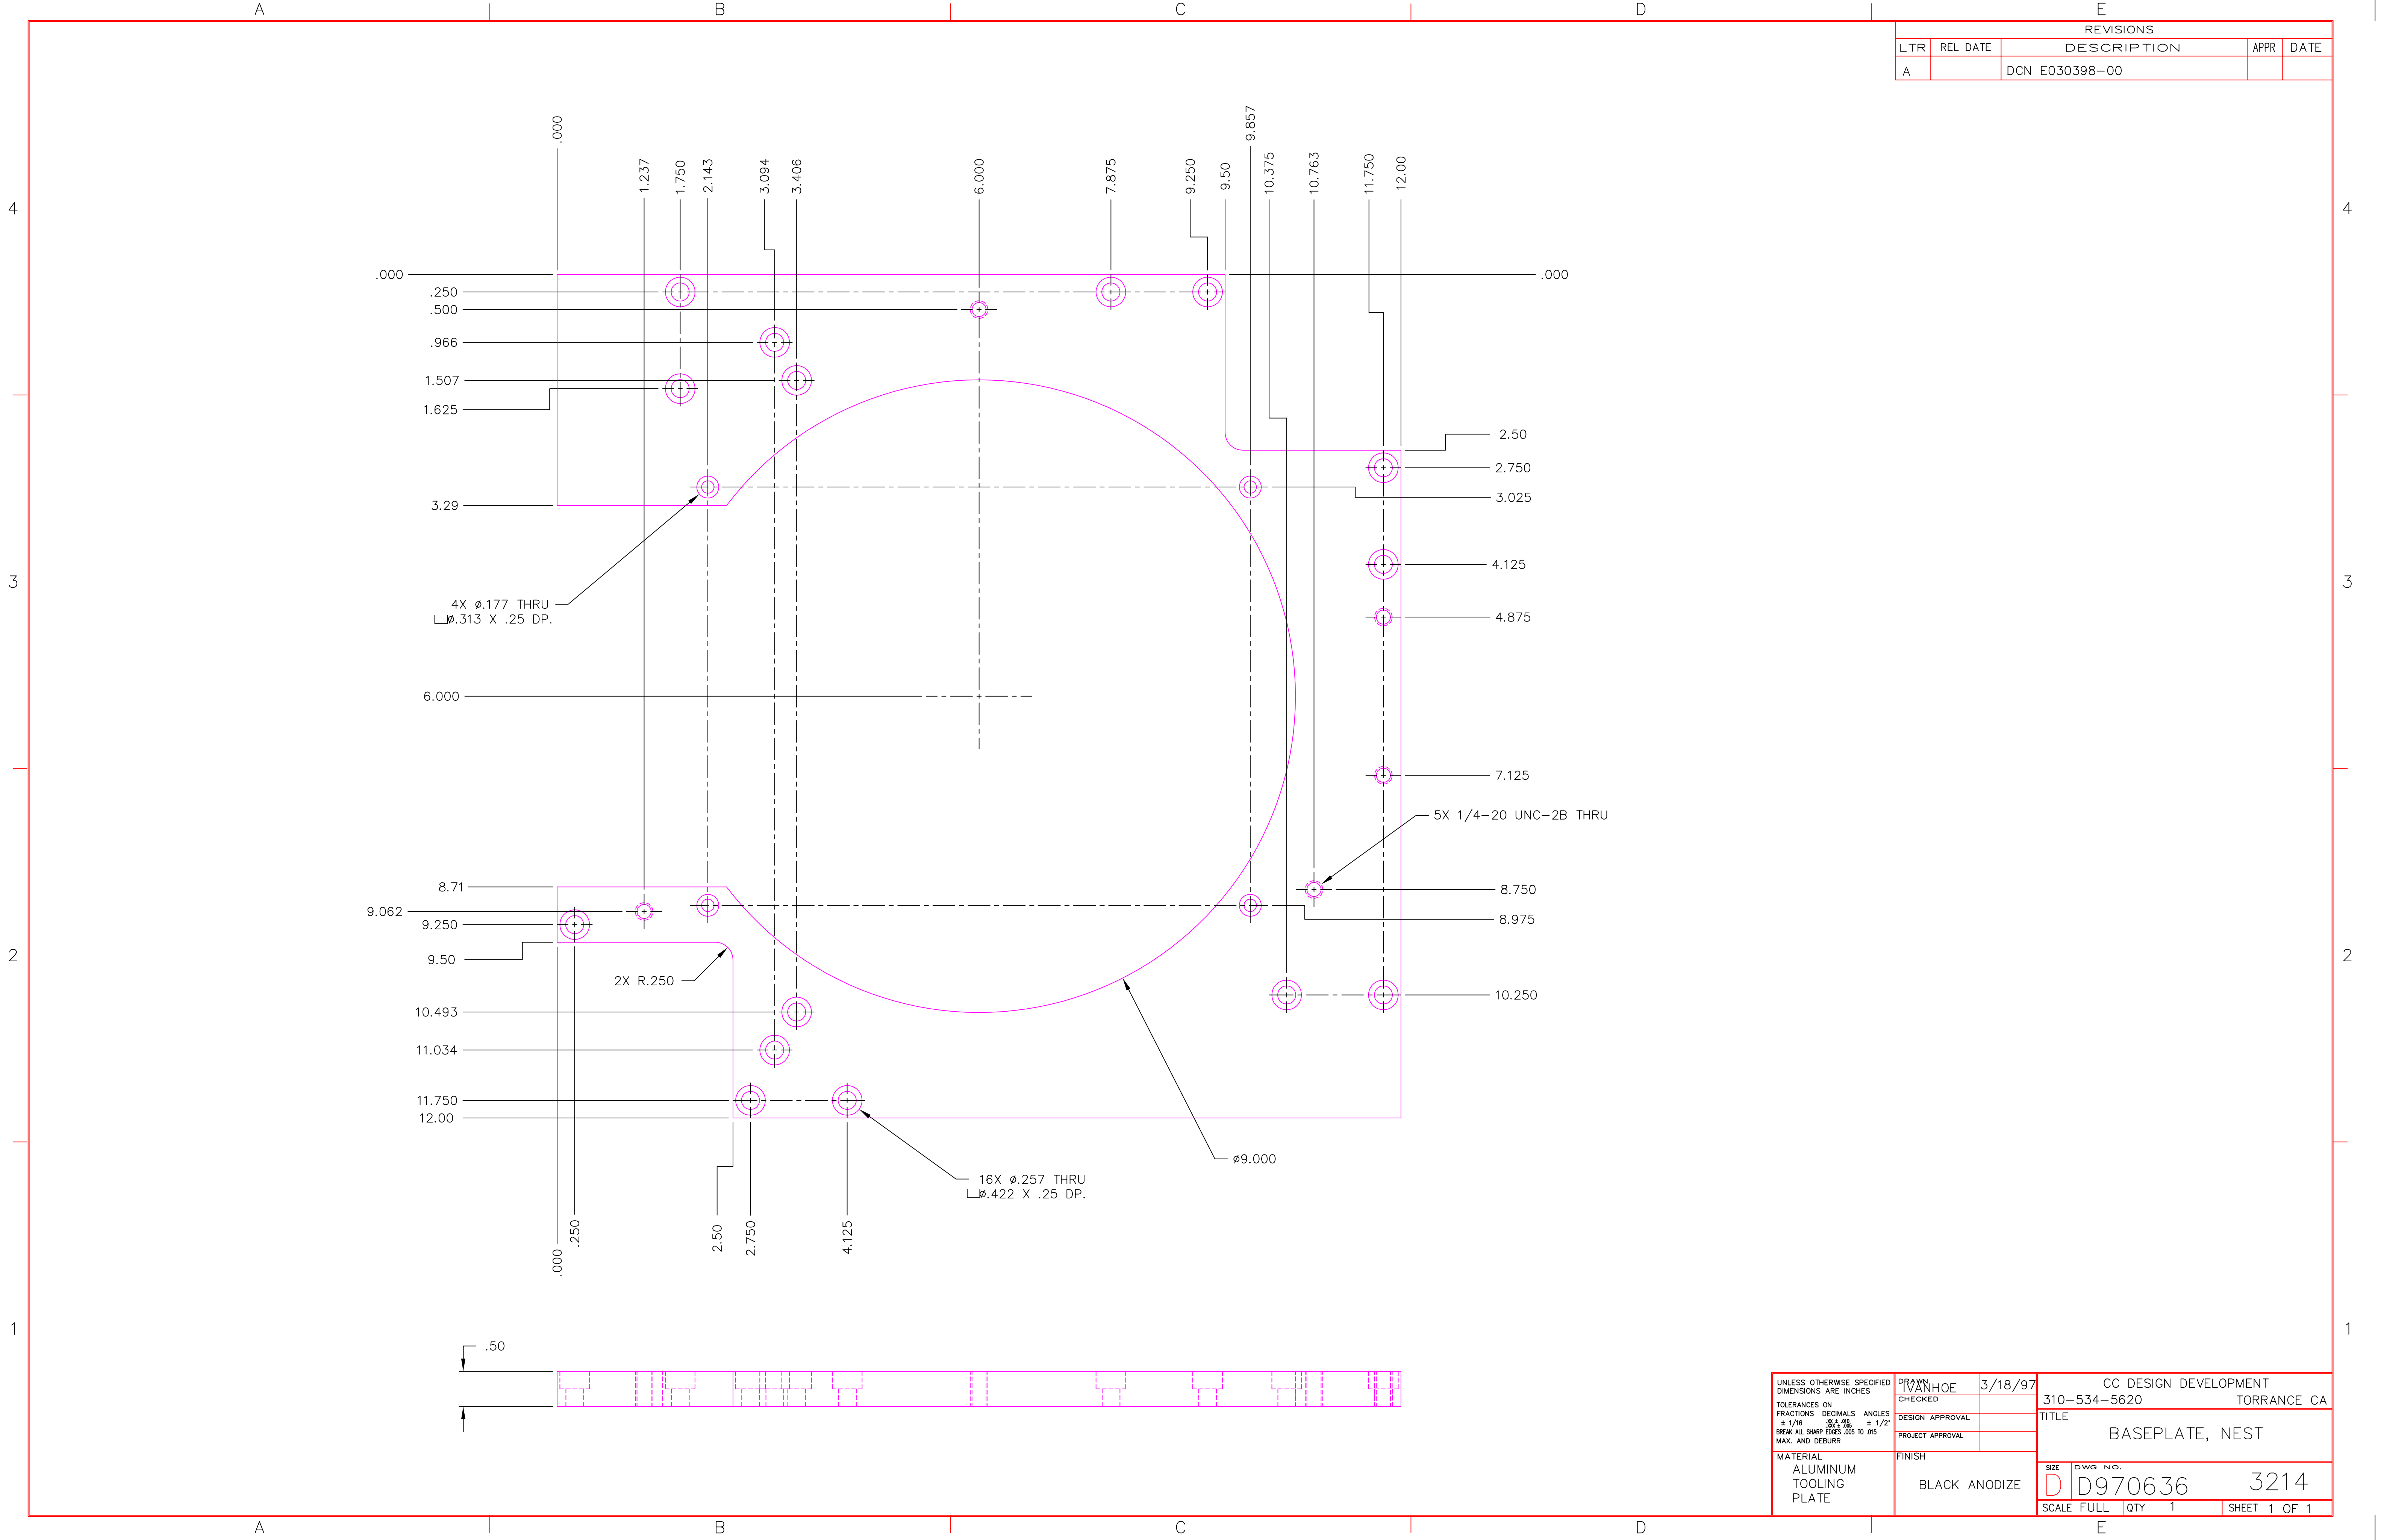 A B C D E
REVISIONS
LTR REL DATE DESCRIPTION APPR DATE
A DCN E030398-00
.000
1.237
1.750
2.143
3.094
3.406
6.000
7.875
9.250
9.50
9.857
10.375
10.763
11.750
12.00
4
4
.000
.250
.500
.966
1.507
1.625
3.29
.000
2.50
2.750
3.025
4.125
4.875
3
3
4X ø.177 THRU
⌴ø.313 X .25 DP.
6.000
7.125
5X 1/4-20 UNC-2B THRU
8.71
9.062
9.250
9.50
8.750
8.975
2
2
2X R.250
10.250
10.493
11.034
11.750
12.00
ø9.000
16X ø.257 THRU
⌴ø.422 X .25 DP.
.000
.250
2.50
2.750
4.125
1
1
.50
UNLESS OTHERWISE SPECIFIED
DIMENSIONS ARE INCHES
TOLERANCES ON
FRACTIONS DECIMALS ANGLES
± 1/16 .XX ± .010 ± 1/2°
.XXX ± .005
BREAK ALL SHARP EDGES .005 TO .015
MAX. AND DEBURR
MATERIAL
ALUMINUM
TOOLING
PLATE
DRAWN
IVANHOE 3/18/97
CHECKED
DESIGN APPROVAL
PROJECT APPROVAL
FINISH
BLACK ANODIZE
CC DESIGN DEVELOPMENT
310-534-5620 TORRANCE CA
TITLE
BASEPLATE, NEST
SIZE DWG NO.
D D970636 3214
SCALE FULL QTY 1 SHEET 1 OF 1
A B C D E